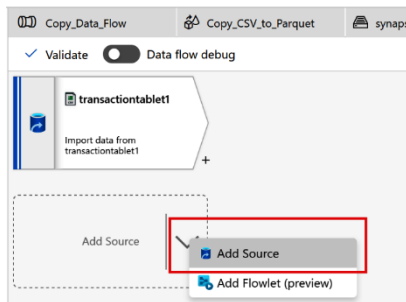 Copy_Data_Flow
Copy_CSV_to_Parquet
synaps
Validate
Data flow debug
transactiontablet1
Import data from
transactiontablet1
+
Add Source
Add Source
Add Flowlet (preview)